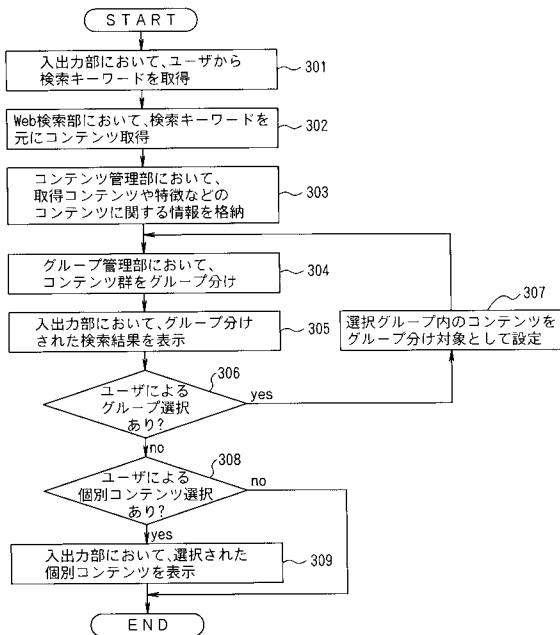 START
入出力部において、ユーザから
検索キーワードを取得
301
Web検索部において、検索キーワードを
元にコンテンツ取得
302
コンテンツ管理部において、
取得コンテンツや特徴などの
コンテンツに関する情報を格納
303
グループ管理部において、
コンテンツ群をグループ分け
304
入出力部において、グループ分け
された検索結果を表示
305
307
選択グループ内のコンテンツを
グループ分け対象として設定
306
ユーザによる
グループ選択
あり?
yes
no
308
ユーザによる
個別コンテンツ選択
あり?
no
yes
入出力部において、選択された
個別コンテンツを表示
309
END